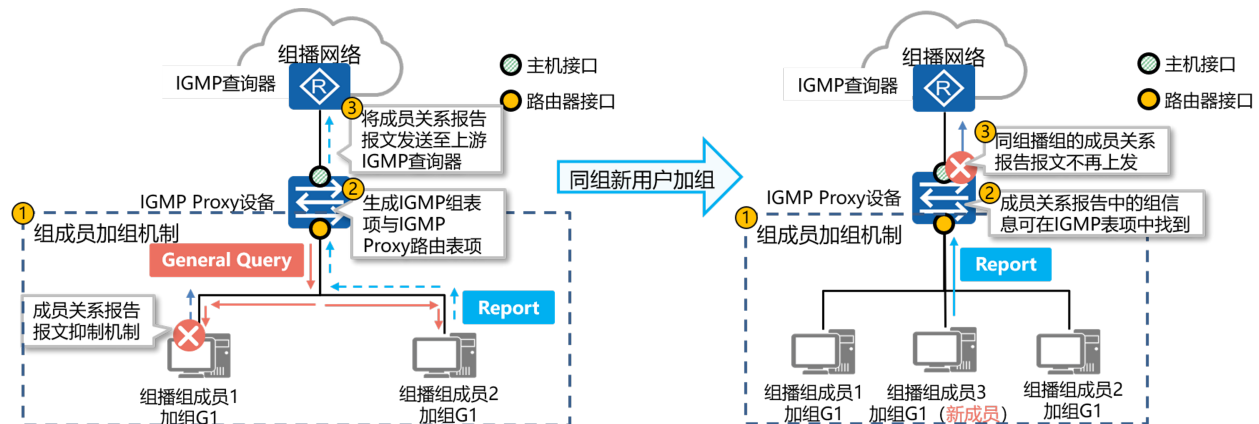 组播网络
IGMP查询器
R
主机接口
路由器接口
3
将成员关系报告
报文发送至上游
IGMP查询器
IGMP Proxy设备
2
生成IGMP组表
项与IGMP
Proxy路由表项
1
组成员加组机制
General Query
成员关系报告
报文抑制机制
Report
组播组成员1
加组G1
组播组成员2
加组G1
同组新用户加组
组播网络
IGMP查询器
R
主机接口
路由器接口
3
同组播组的成员关系
报告报文不再上发
IGMP Proxy设备
2
成员关系报告中的组信
息可在IGMP表项中找到
1
组成员加组机制
Report
组播组成员1
加组G1
组播组成员3
加组G1（新成员）
组播组成员2
加组G1